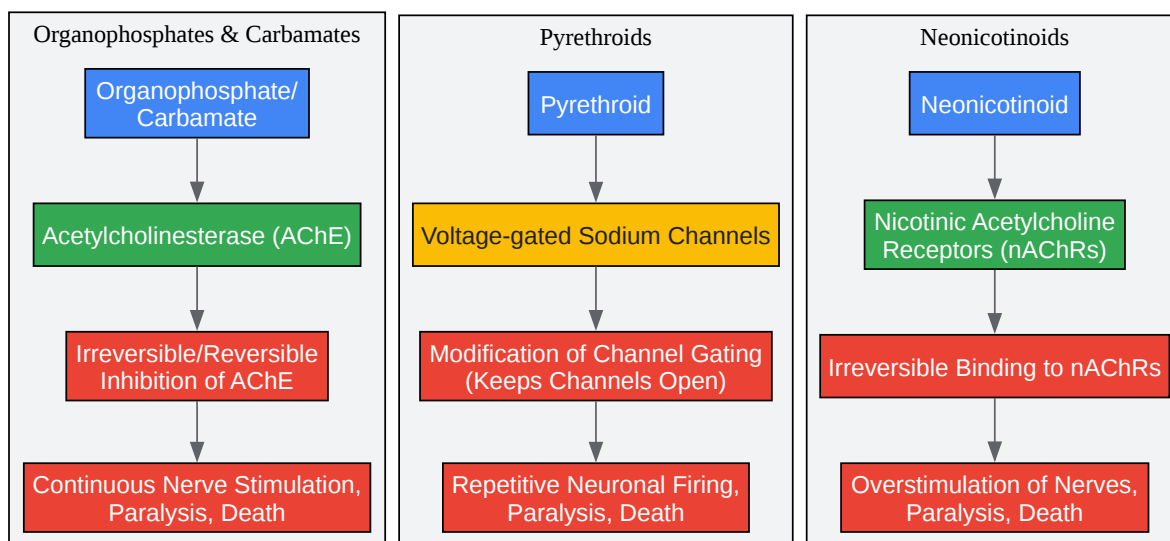 Organophosphates & Carbamates
Organophosphate/
Carbamate
Acetylcholinesterase (AChE)
Irreversible/Reversible
Inhibition of AChE
Continuous Nerve Stimulation,
Paralysis, Death
Pyrethroids
Pyrethroid
Voltage-gated Sodium Channels
Modification of Channel Gating
(Keeps Channels Open)
Repetitive Neuronal Firing,
Paralysis, Death
Neonicotinoids
Neonicotinoid
Nicotinic Acetylcholine
Receptors (nAChRs)
Irreversible Binding to nAChRs
Overstimulation of Nerves,
Paralysis, Death